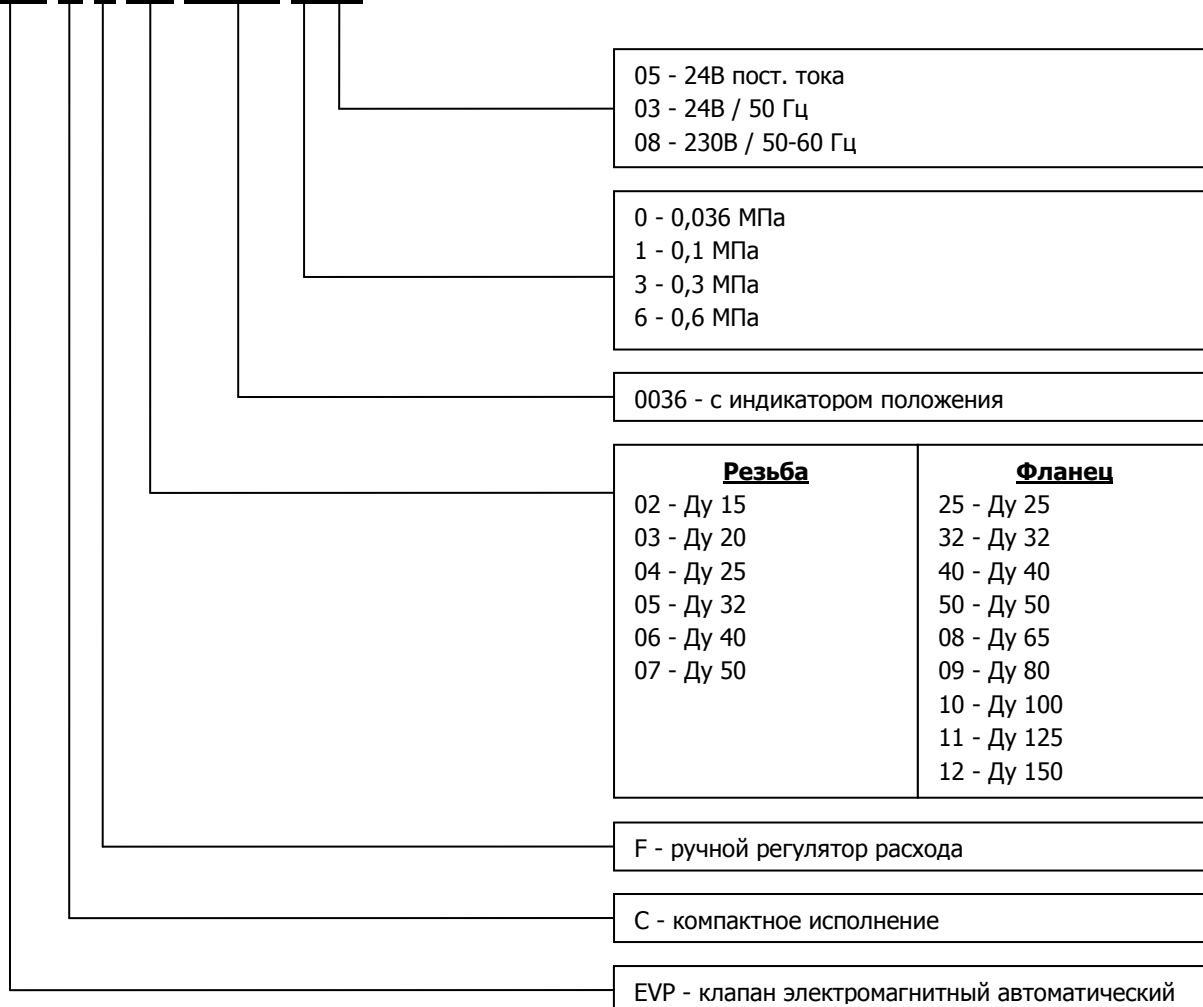 05 - 24В пост. тока
03 - 24В / 50 Гц
08 - 230В / 50-60 Гц
0 - 0,036 МПа
1 - 0,1 МПа
3 - 0,3 МПа
6 - 0,6 МПа
0036 - с индикатором положения
Резьба
02 - Ду 15
03 - Ду 20
04 - Ду 25
05 - Ду 32
06 - Ду 40
07 - Ду 50
Фланец
25 - Ду 25
32 - Ду 32
40 - Ду 40
50 - Ду 50
08 - Ду 65
09 - Ду 80
10 - Ду 100
11 - Ду 125
12 - Ду 150
F - ручной регулятор расхода
C - компактное исполнение
EVP - клапан электромагнитный автоматический